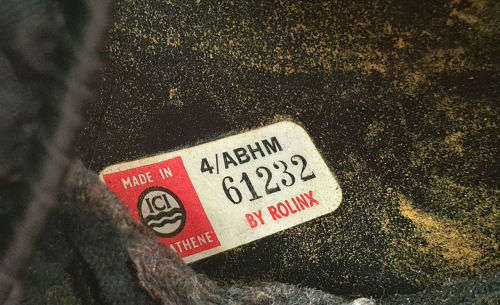 MADE IN
ICI
ATHENE
4/ABHM
61232
BY ROLINX